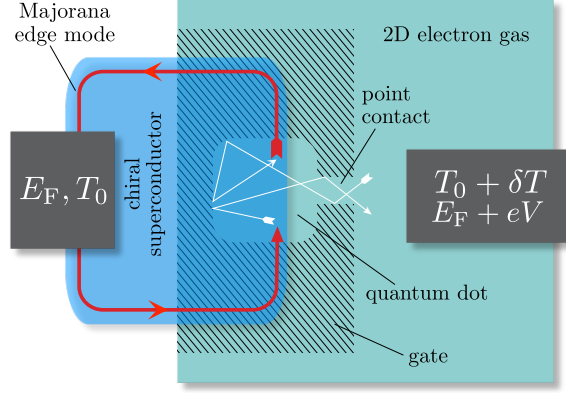 Majorana
edge mode
2D electron gas
point
contact
chiral
superconductor
E_F, T_0
T_0 + δT
E_F + eV
quantum dot
gate